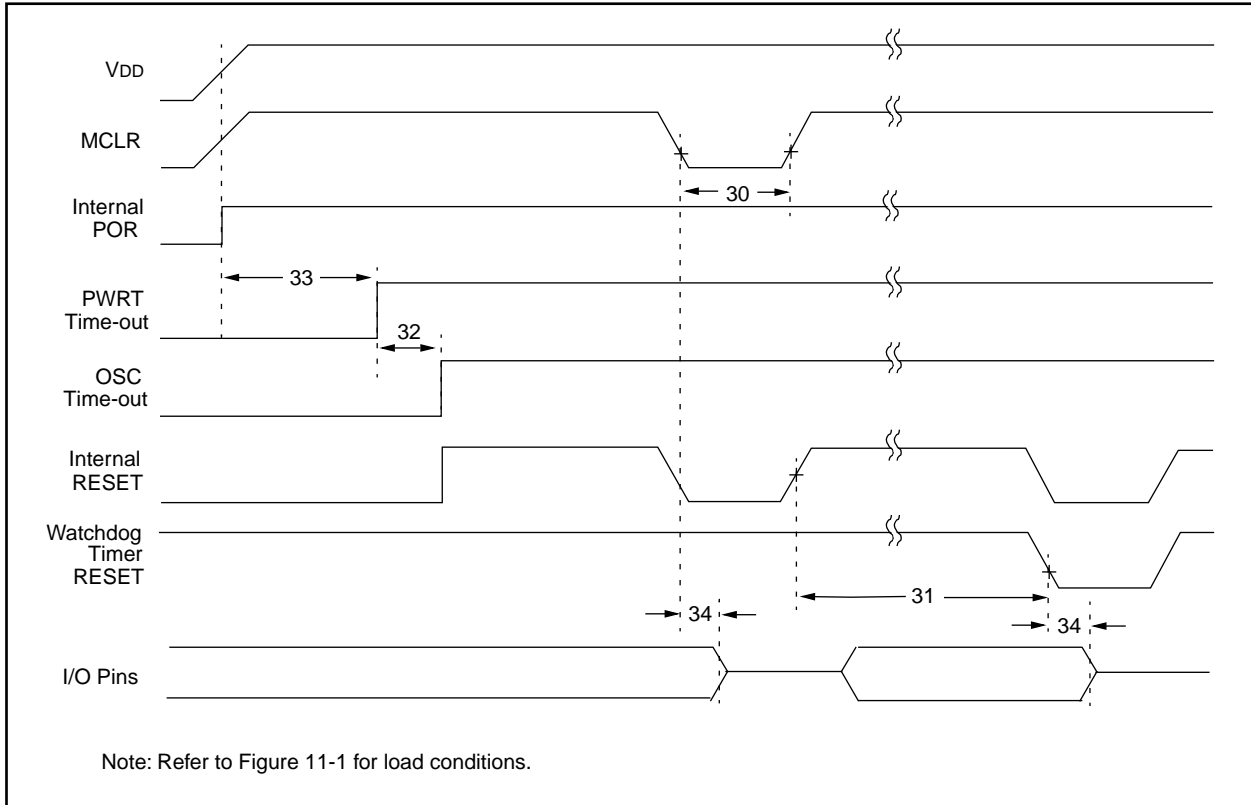 VDD
MCLR
Internal
POR
30
33
PWRT
Time-out
32
OSC
Time-out
Internal
RESET
Watchdog
Timer
RESET
31
34
34
I/O Pins
Note: Refer to Figure 11-1 for load conditions.